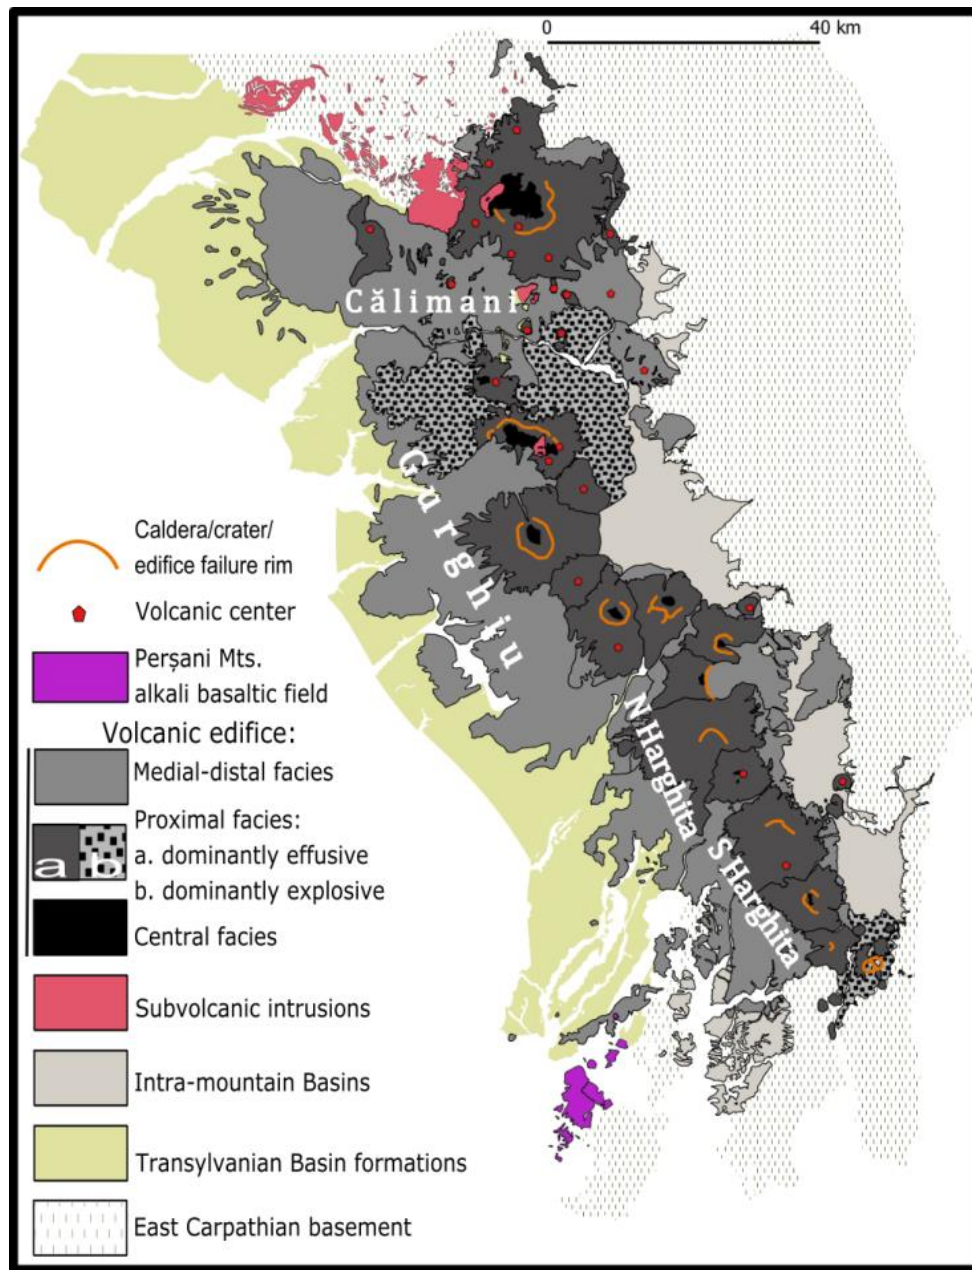 0 40 km
Călimani
Gurghiu
N Harghita
S Harghita
Caldera/crater/
edifice failure rim
Volcanic center
Perșani Mts.
alkali basaltic field
Volcanic edifice:
Medial-distal facies
Proximal facies:
a b
a. dominantly effusive
b. dominantly explosive
Central facies
Subvolcanic intrusions
Intra-mountain Basins
Transylvanian Basin formations
East Carpathian basement